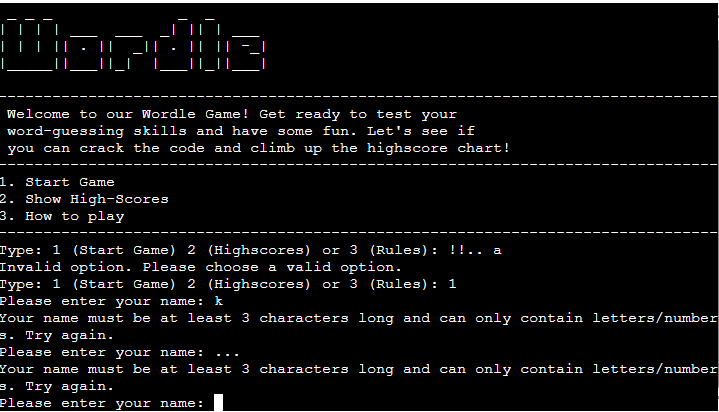 Wordle
Welcome to our Wordle Game! Get ready to test your
word-guessing skills and have some fun. Let's see if
you can crack the code and climb up the highscore chart!
1. Start Game
2. Show High-Scores
3. How to play
Type: 1 (Start Game) 2 (Highscores) or 3 (Rules): !!.. a
Invalid option. Please choose a valid option.
Type: 1 (Start Game) 2 (Highscores) or 3 (Rules): 1
Please enter your name: k
Your name must be at least 3 characters long and can only contain letters/number
s. Try again.
Please enter your name: ...
Your name must be at least 3 characters long and can only contain letters/number
s. Try again.
Please enter your name: